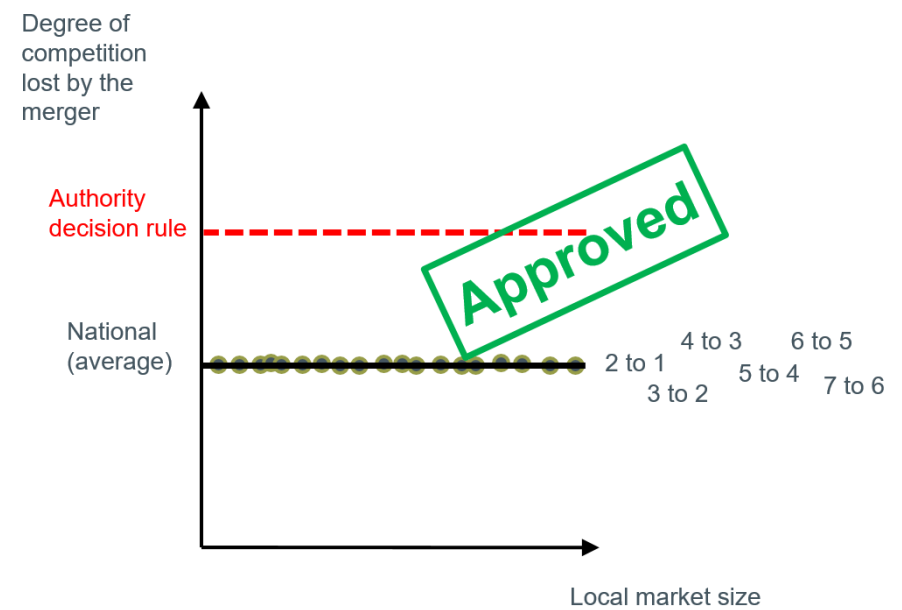 Degree of
competition
lost by the
merger
Authority
decision rule
Approved
National
(average)
2 to 1
4 to 3
6 to 5
3 to 2
5 to 4
7 to 6
Local market size